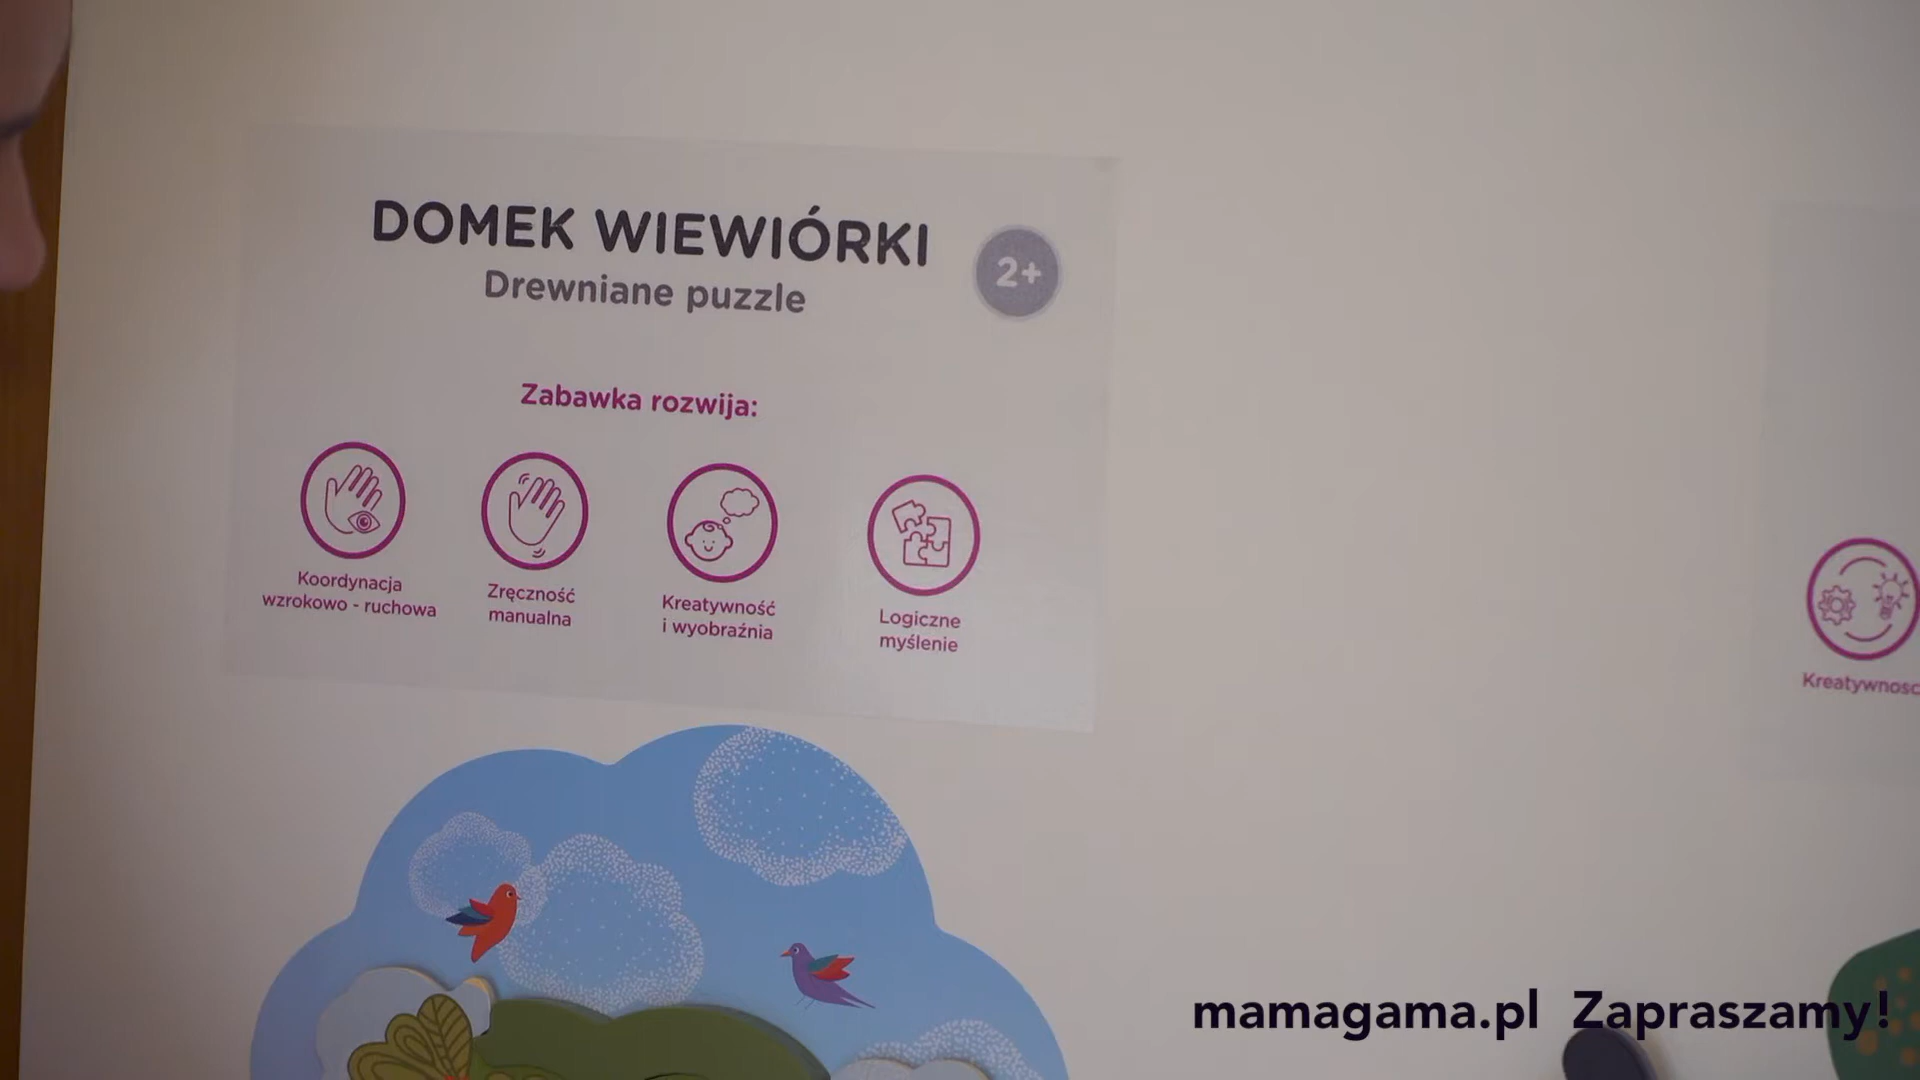 DOMEK WIEWIÓRKI
2+
Drewniane puzzle
Zabawka rozwija:
Koordynacja
wzrokowo - ruchowa
Zręczność
manualna
Kreatywność
i wyobraźnia
Logiczne
myślenie
mamagama.pl Zapraszamy!